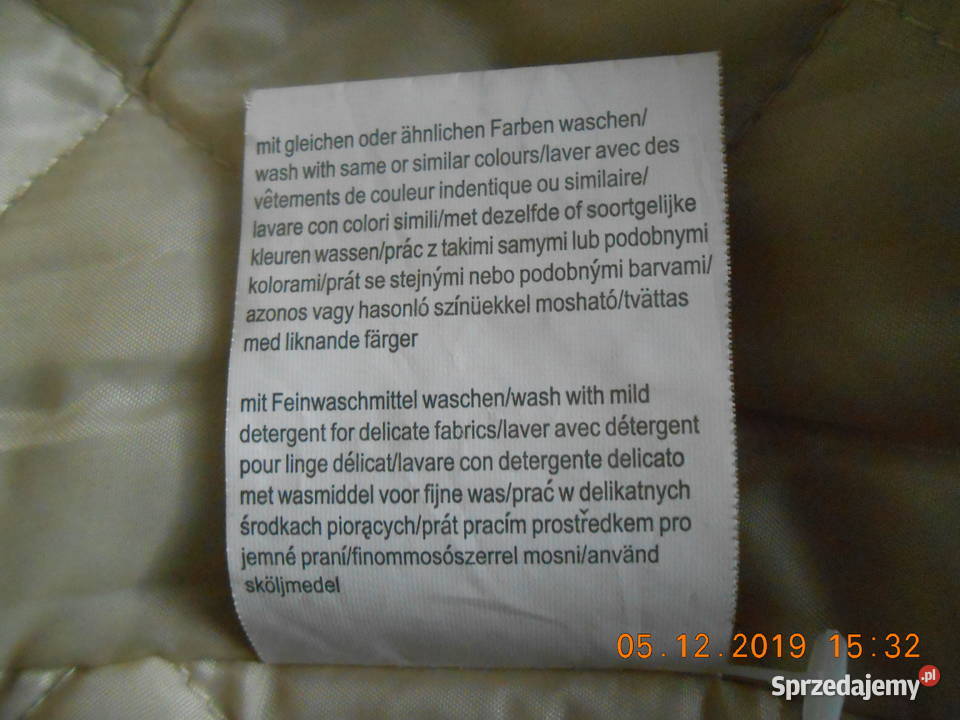 mit gleichen oder ähnlichen Farben waschen/
wash with same or similar colours/laver avec des
vêtements de couleur indentique ou similaire/
lavare con colori simili/met dezelfde of soortgelijke
kleuren wassen/prác z takimi samymi lub podobnymi
kolorami/prát se stejnými nebo podobnými barvami/
azonos vagy hasonló színüekkel mosható/tvättas
med liknande färger
mit Feinwaschmittel waschen/wash with mild
detergent for delicate fabrics/laver avec détergent
pour linge délicat/lavare con detergente delicato
met wasmiddel voor fijne was/prać w delikatnych
środkach piorących/prát pracím prostředkem pro
jemné praní/finommosószerrel mosni/använd
sköljmedel
05.12.2019 15:32
Sprzedajemy.pl